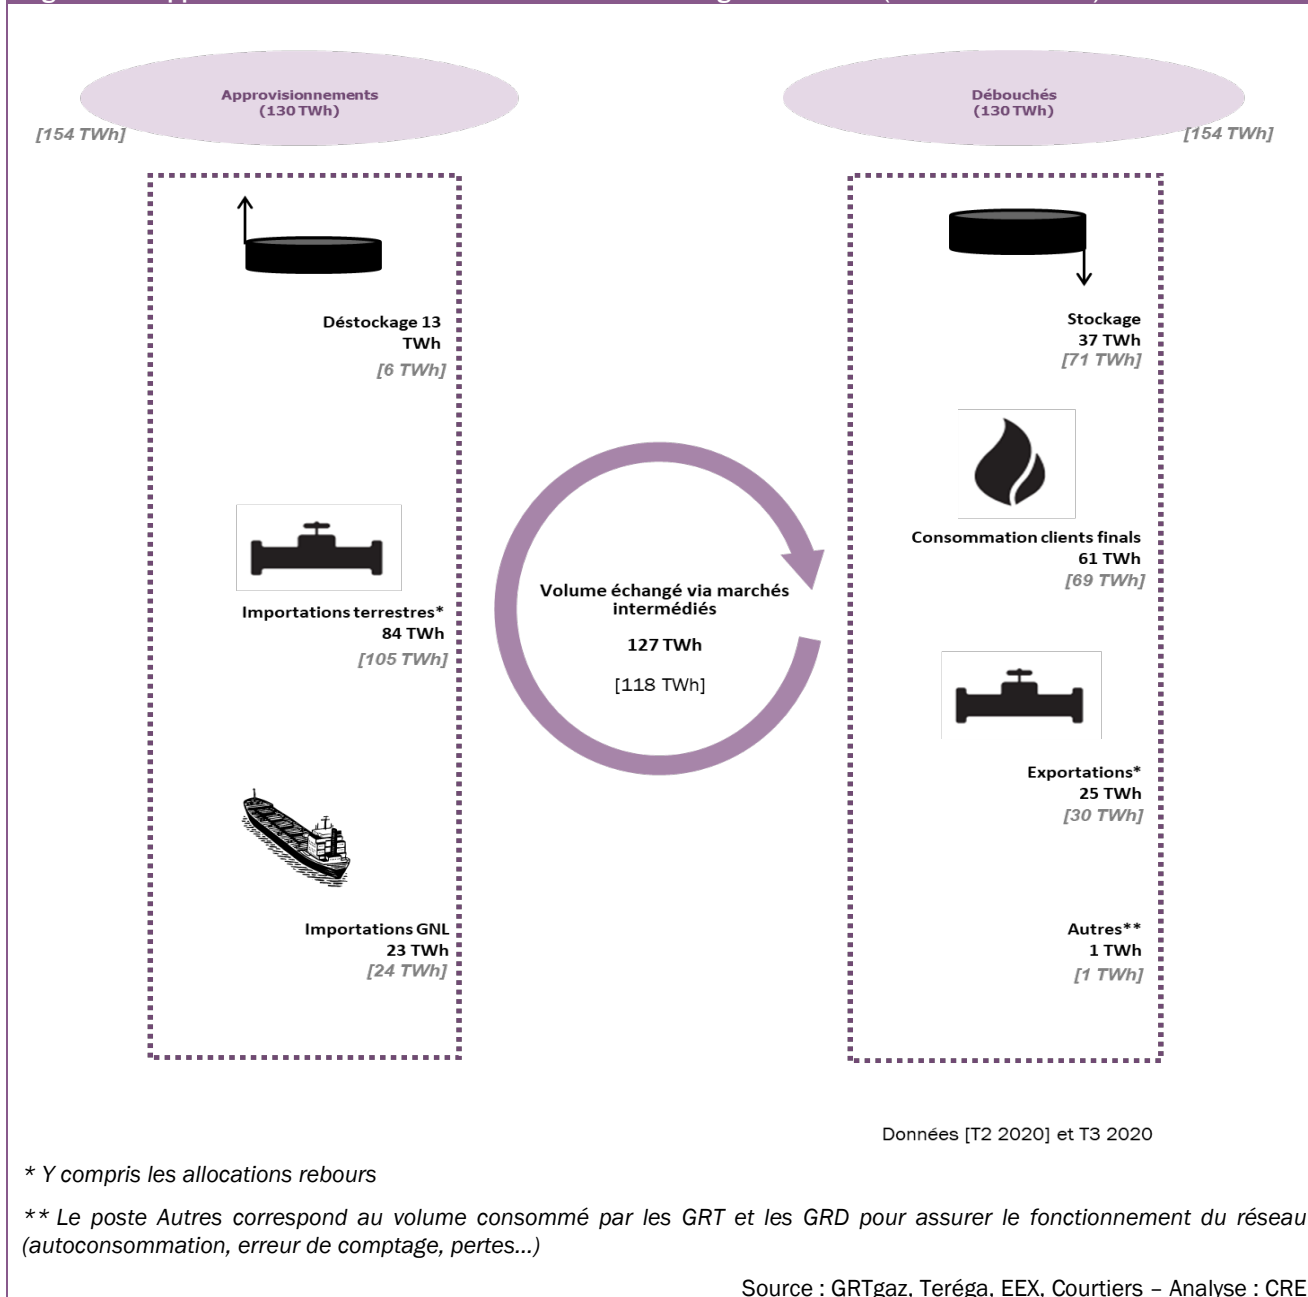 Approvisionnements
(130 TWh)
[154 TWh]
Débouchés
(130 TWh)
[154 TWh]
Déstockage 13
TWh
[6 TWh]
Importations terrestres*
84 TWh
[105 TWh]
Importations GNL
23 TWh
[24 TWh]
Volume échangé via marchés
intermédiés
127 TWh
[118 TWh]
Stockage
37 TWh
[71 TWh]
Consommation clients finals
61 TWh
[69 TWh]
Exportations*
25 TWh
[30 TWh]
Autres**
1 TWh
[1 TWh]
Données [T2 2020] et T3 2020
* Y compris les allocations rebours
** Le poste Autres correspond au volume consommé par les GRT et les GRD pour assurer le fonctionnement du réseau
(autoconsommation, erreur de comptage, pertes…)
Source : GRTgaz, Teréga, EEX, Courtiers – Analyse : CRE